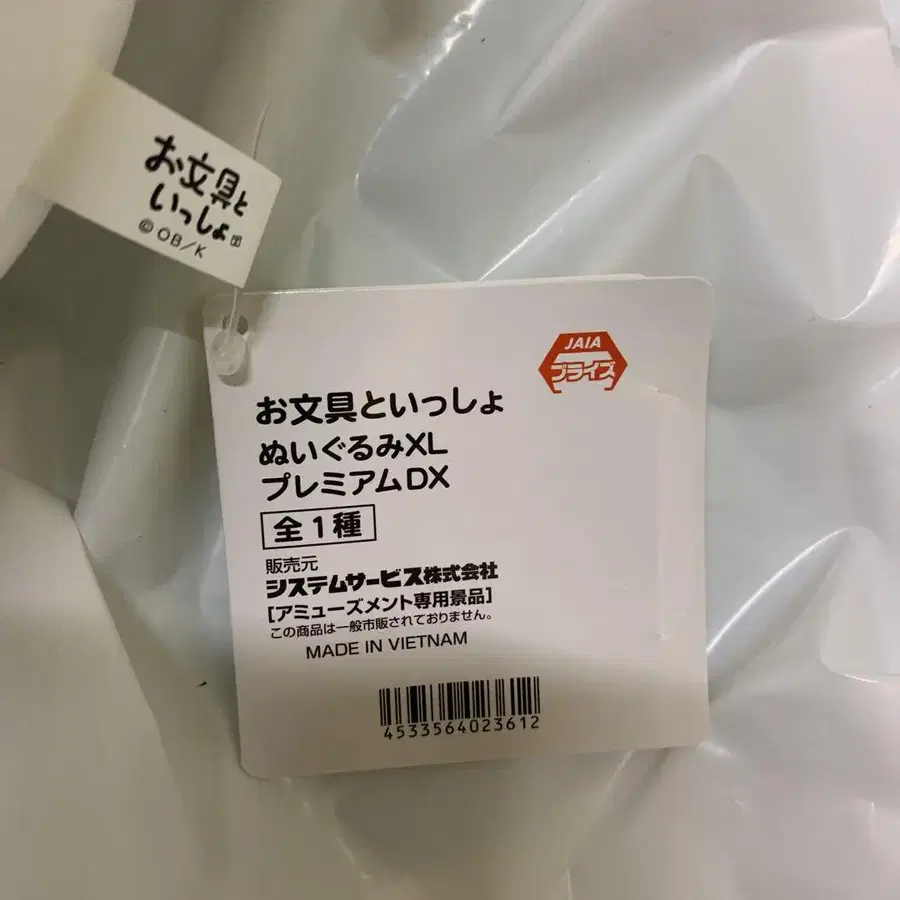 お文具と
いっしょ
© OB/K
JAIA
プライズ
お文具といっしょ
ぬいぐるみXL
プレミアムDX
全1種
販売元
システムサービス株式会社
[アミューズメント専用景品]
この商品は一般市販されておりません。
MADE IN VIETNAM
4533564023612